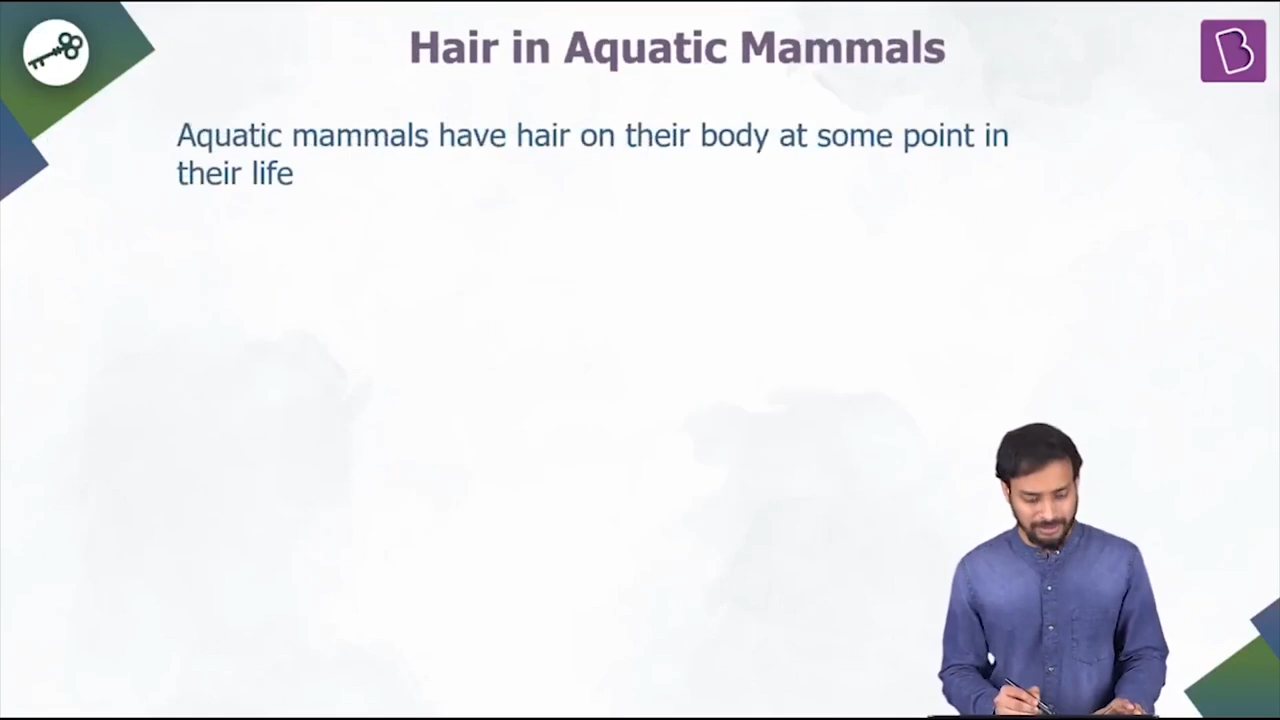 Hair in Aquatic Mammals
Aquatic mammals have hair on their body at some point in
their life